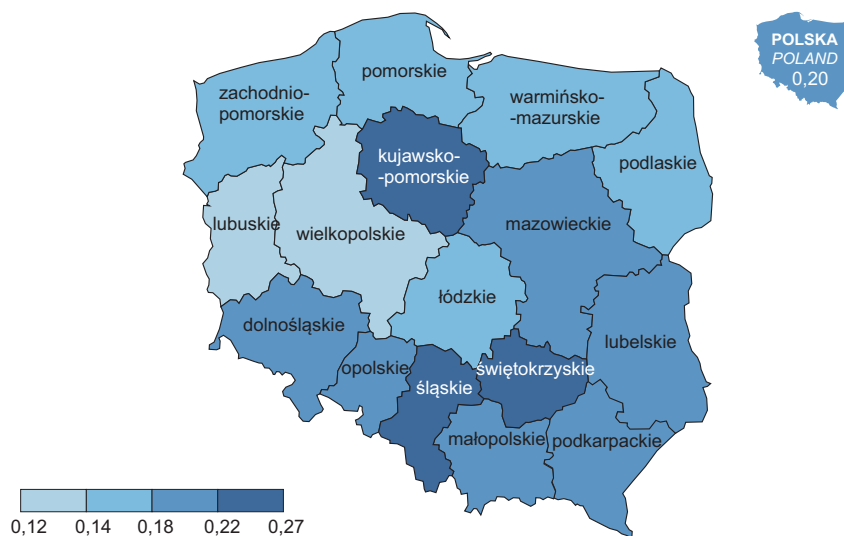 POLSKA
POLAND
0,20
pomorskie
zachodnio-
-pomorskie
warmińsko-
-mazurskie
kujawsko-
-pomorskie
podlaskie
lubuskie
wielkopolskie
mazowieckie
łódzkie
dolnośląskie
lubelskie
opolskie
śląskie
świętokrzyskie
małopolskie
podkarpackie
0,12 0,14 0,18 0,22 0,27